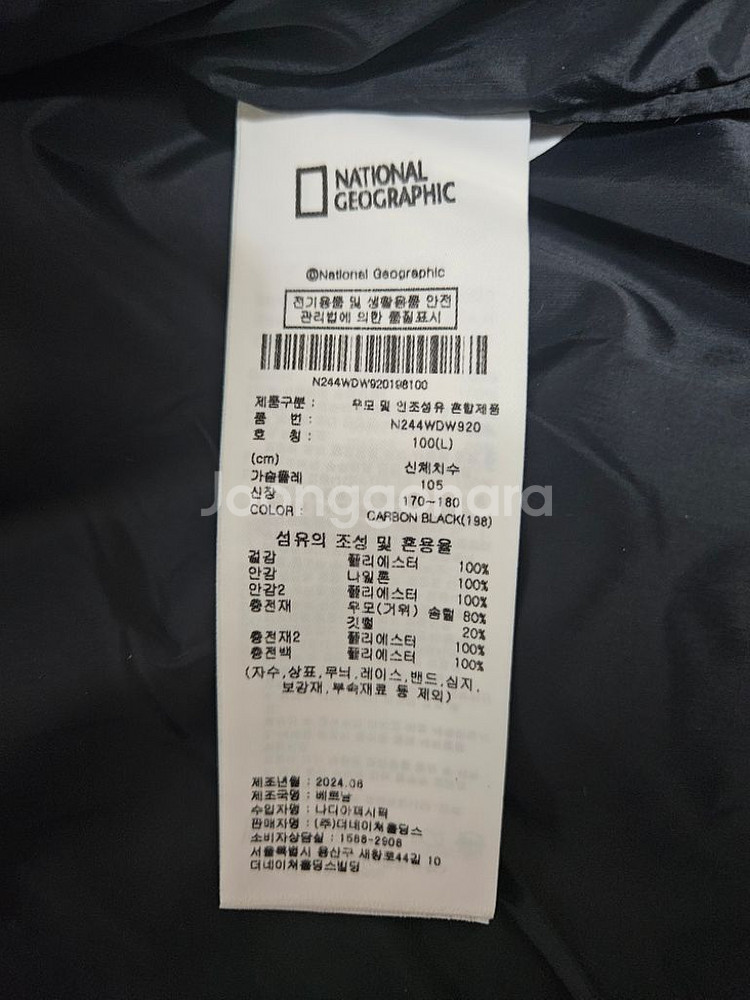 NATIONAL
GEOGRAPHIC
©National Geographic
전기용품 및 생활용품 안전
관리법에 의한 품질표시
N244WDW920198100
제품구분 : 우모 및 인조섬유 혼합제품
품 번 : N244WDW920
호 칭 : 100(L)
(cm) 신체치수
가슴둘레 105
신장 170~180
COLOR : CARBON BLACK(198)
섬유의 조성 및 혼용율
겉감 폴리에스터 100%
안감 나일론 100%
안감2 폴리에스터 100%
충전재 우모(거위) 솜털 80%
깃털 20%
충전재2 폴리에스터 100%
충전백 폴리에스터 100%
(자수,상표,무늬,레이스,밴드,심지,
보강재,부속재료 등 제외)
제조년월 : 2024.06
제조국명 : 베트남
수입자명 : 나디아퍼시픽
판매자명 : (주)더네이쳐홀딩스
소비자상담실 : 1588-2908
서울특별시 용산구 새창로44길 10
더네이쳐홀딩스빌딩
Joonggonara